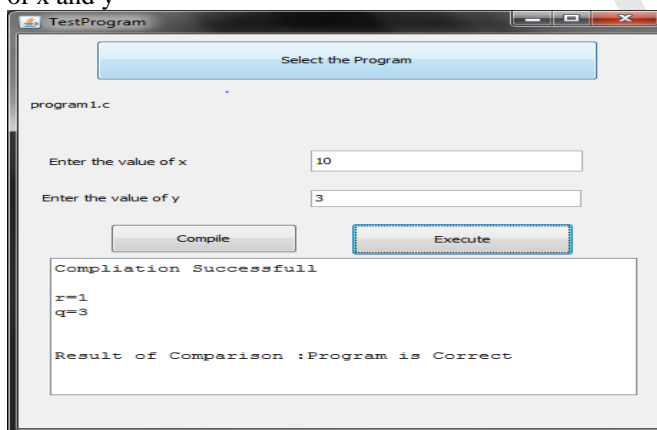 of x and y
TestProgram
Select the Program
program1.c
Enter the value of x 10
Enter the value of y 3
Compile Execute
Compliation Successfull
r=1
q=3
Result of Comparison :Program is Correct